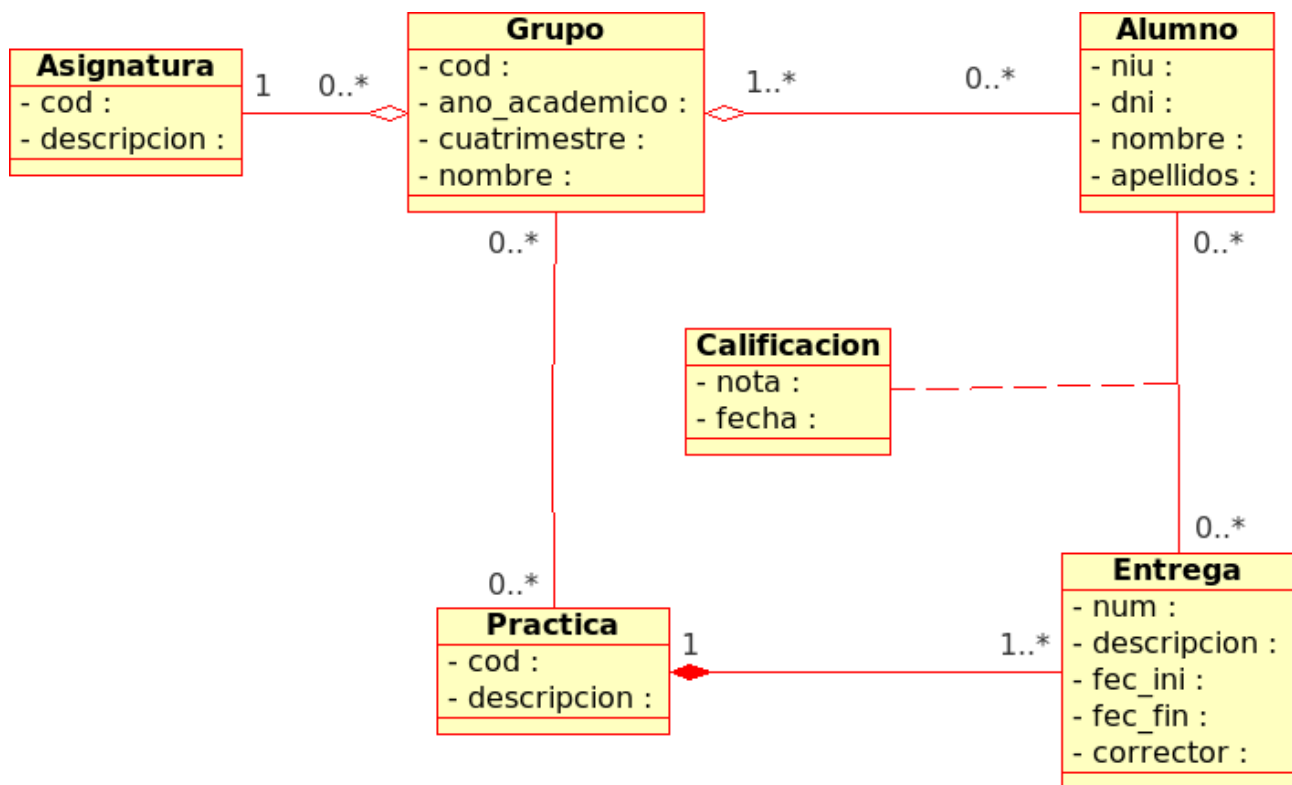 Asignatura
- cod :
- descripcion :
1
0..*
Grupo
- cod :
- ano_academico :
- cuatrimestre :
- nombre :
1..*
0..*
Alumno
- niu :
- dni :
- nombre :
- apellidos :
0..*
0..*
Calificacion
- nota :
- fecha :
0..*
0..*
Practica
- cod :
- descripcion :
1
1..*
Entrega
- num :
- descripcion :
- fec_ini :
- fec_fin :
- corrector :